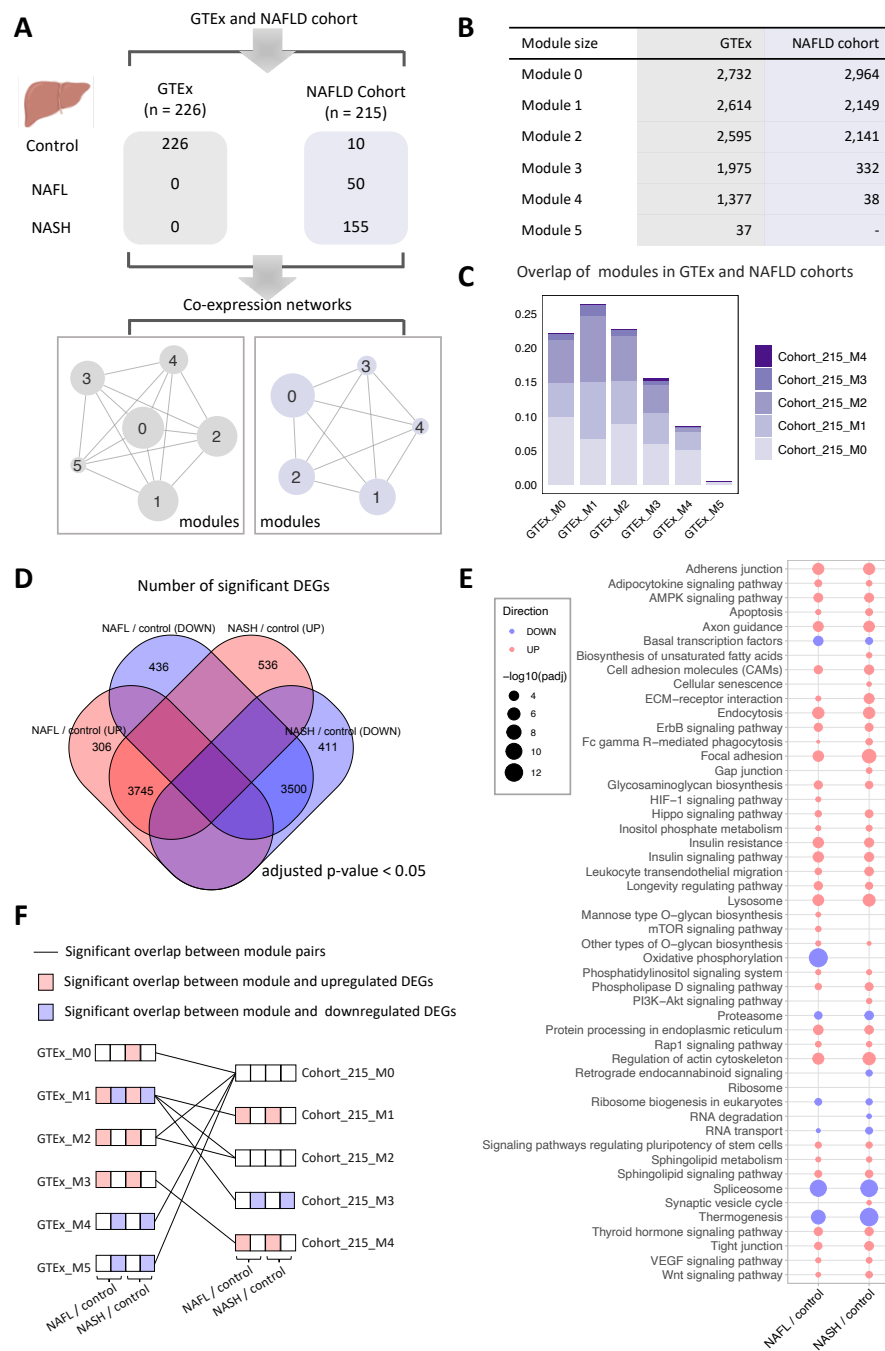 A
GTEx and NAFLD cohort
GTEx
(n = 226)
NAFLD Cohort
(n = 215)
Control
226
10
NAFL
0
50
NASH
0
155
Co-expression networks
3
4
0
2
5
1
modules
3
0
4
2
1
modules
B
Module size GTEx NAFLD cohort
Module 0 2,732 2,964
Module 1 2,614 2,149
Module 2 2,595 2,141
Module 3 1,975 332
Module 4 1,377 38
Module 5 37 -
C
Overlap of modules in GTEx and NAFLD cohorts
0.25
0.20
0.15
0.10
0.05
0.00
GTEx_M0
GTEx_M1
GTEx_M2
GTEx_M3
GTEx_M4
GTEx_M5
Cohort_215_M4
Cohort_215_M3
Cohort_215_M2
Cohort_215_M1
Cohort_215_M0
D
Number of significant DEGs
NAFL / control (DOWN)
NASH / control (UP)
436
536
NAFL / control (UP)
NASH / control (DOWN)
306
411
3745
3500
adjusted p-value < 0.05
E
Direction
DOWN
UP
−log10(padj)
4
6
8
10
12
Adherens junction
Adipocytokine signaling pathway
AMPK signaling pathway
Apoptosis
Axon guidance
Basal transcription factors
Biosynthesis of unsaturated fatty acids
Cell adhesion molecules (CAMs)
Cellular senescence
ECM−receptor interaction
Endocytosis
ErbB signaling pathway
Fc gamma R−mediated phagocytosis
Focal adhesion
Gap junction
Glycosaminoglycan biosynthesis
HIF−1 signaling pathway
Hippo signaling pathway
Inositol phosphate metabolism
Insulin resistance
Insulin signaling pathway
Leukocyte transendothelial migration
Longevity regulating pathway
Lysosome
Mannose type O−glycan biosynthesis
mTOR signaling pathway
Other types of O−glycan biosynthesis
Oxidative phosphorylation
Phosphatidylinositol signaling system
Phospholipase D signaling pathway
PI3K−Akt signaling pathway
Proteasome
Protein processing in endoplasmic reticulum
Rap1 signaling pathway
Regulation of actin cytoskeleton
Retrograde endocannabinoid signaling
Ribosome
Ribosome biogenesis in eukaryotes
RNA degradation
RNA transport
Signaling pathways regulating pluripotency of stem cells
Sphingolipid metabolism
Sphingolipid signaling pathway
Spliceosome
Synaptic vesicle cycle
Thermogenesis
Thyroid hormone signaling pathway
Tight junction
VEGF signaling pathway
Wnt signaling pathway
NAFL / control
NASH / control
F
Significant overlap between module pairs
Significant overlap between module and upregulated DEGs
Significant overlap between module and downregulated DEGs
GTEx_M0
GTEx_M1
GTEx_M2
GTEx_M3
GTEx_M4
GTEx_M5
NAFL / control
NASH / control
Cohort_215_M0
Cohort_215_M1
Cohort_215_M2
Cohort_215_M3
Cohort_215_M4
NAFL / control
NASH / control